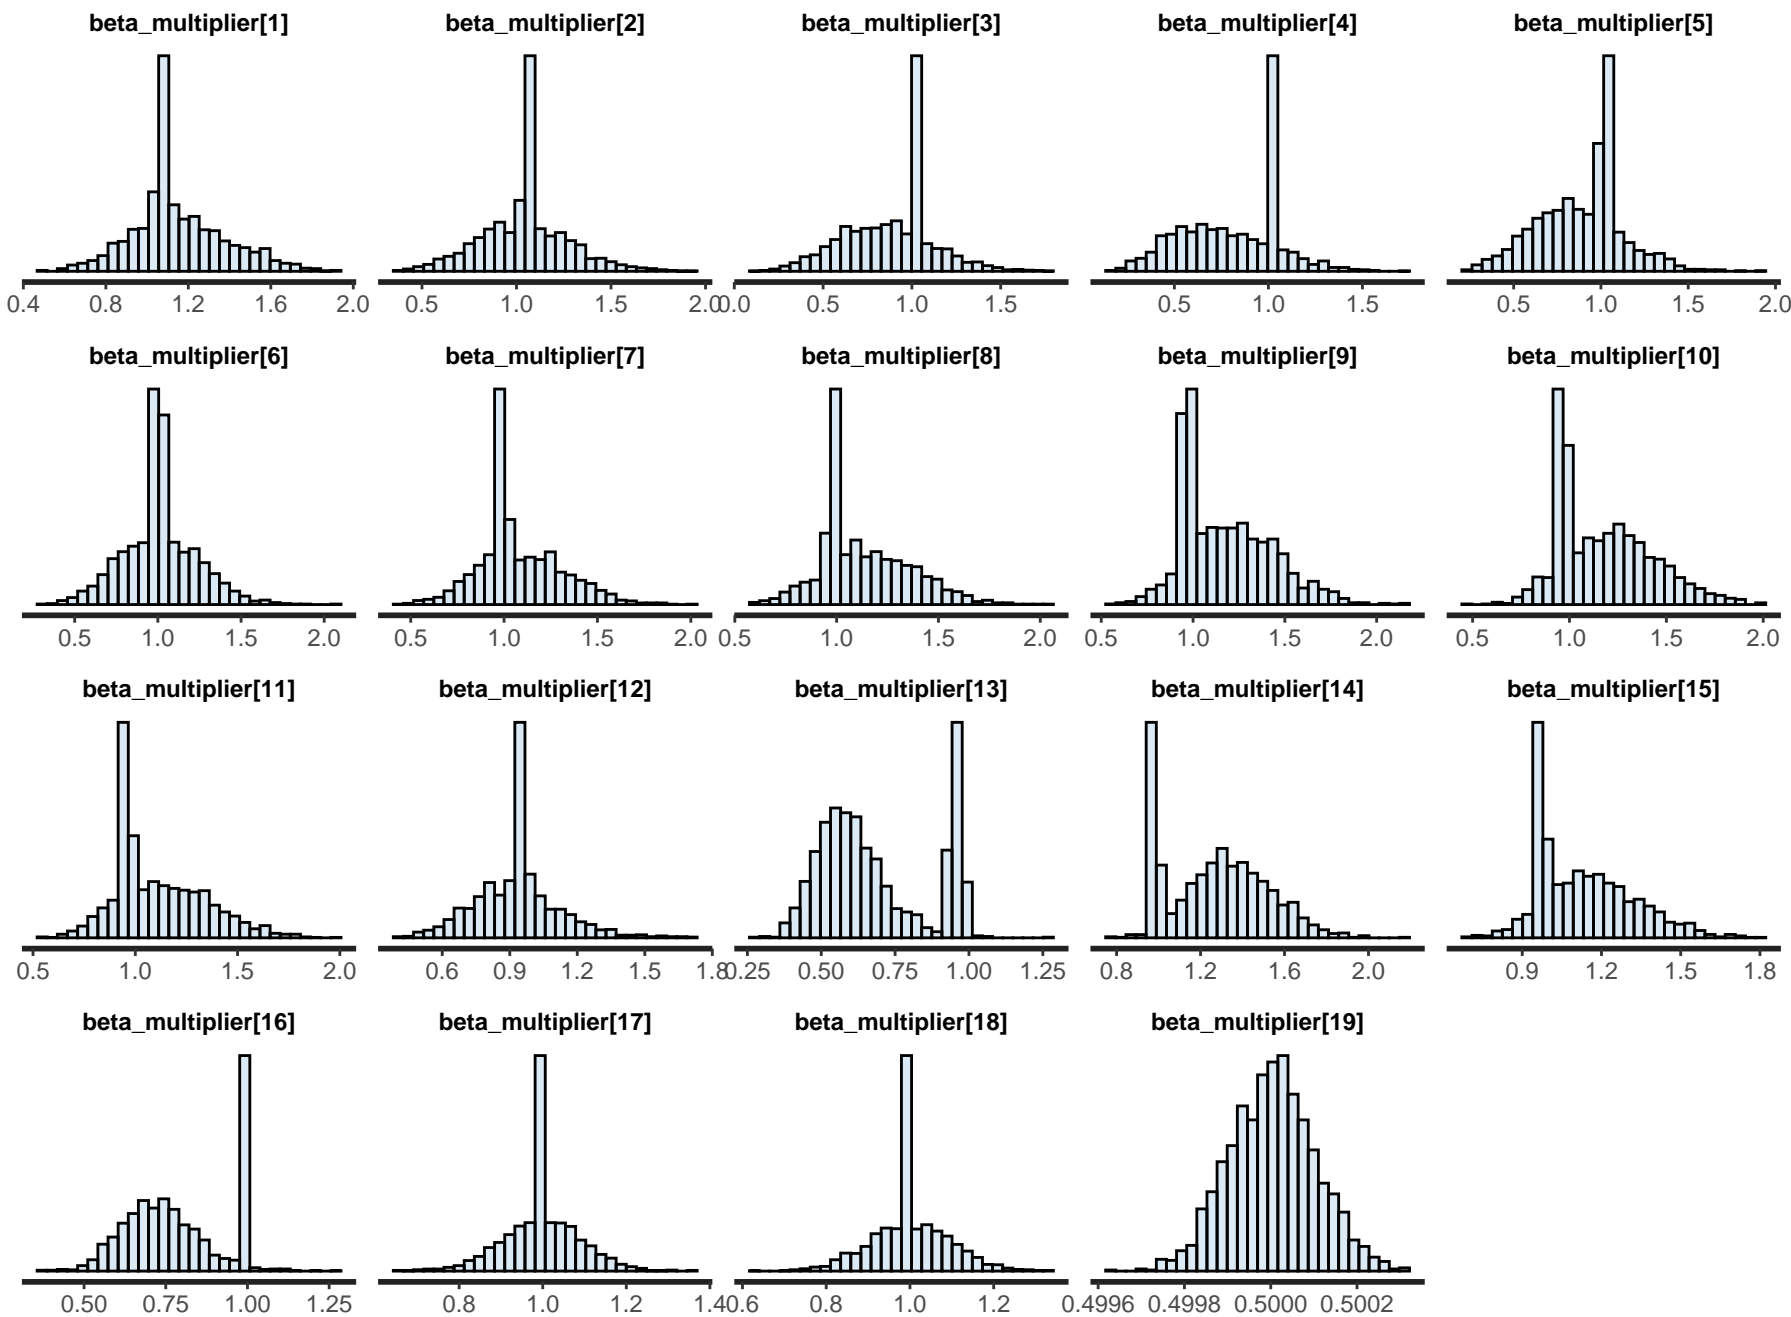 beta_multiplier[1] beta_multiplier[2] beta_multiplier[3] beta_multiplier[4] beta_multiplier[5]
0.4 0.8 1.2 1.6 2.0 0.5 1.0 1.5 2.0 0.0 0.5 1.0 1.5 0.5 1.0 1.5 0.5 1.0 1.5 2.0
beta_multiplier[6] beta_multiplier[7] beta_multiplier[8] beta_multiplier[9] beta_multiplier[10]
0.5 1.0 1.5 2.0 0.5 1.0 1.5 2.0 0.5 1.0 1.5 2.0 0.5 1.0 1.5 2.0 0.5 1.0 1.5 2.0
beta_multiplier[11] beta_multiplier[12] beta_multiplier[13] beta_multiplier[14] beta_multiplier[15]
0.5 1.0 1.5 2.0 0.6 0.9 1.2 1.5 1.8 0.25 0.50 0.75 1.00 1.25 0.8 1.2 1.6 2.0 0.9 1.2 1.5 1.8
beta_multiplier[16] beta_multiplier[17] beta_multiplier[18] beta_multiplier[19]
0.50 0.75 1.00 1.25 0.8 1.0 1.2 1.4 0.6 0.8 1.0 1.2 0.4996 0.4998 0.5000 0.5002